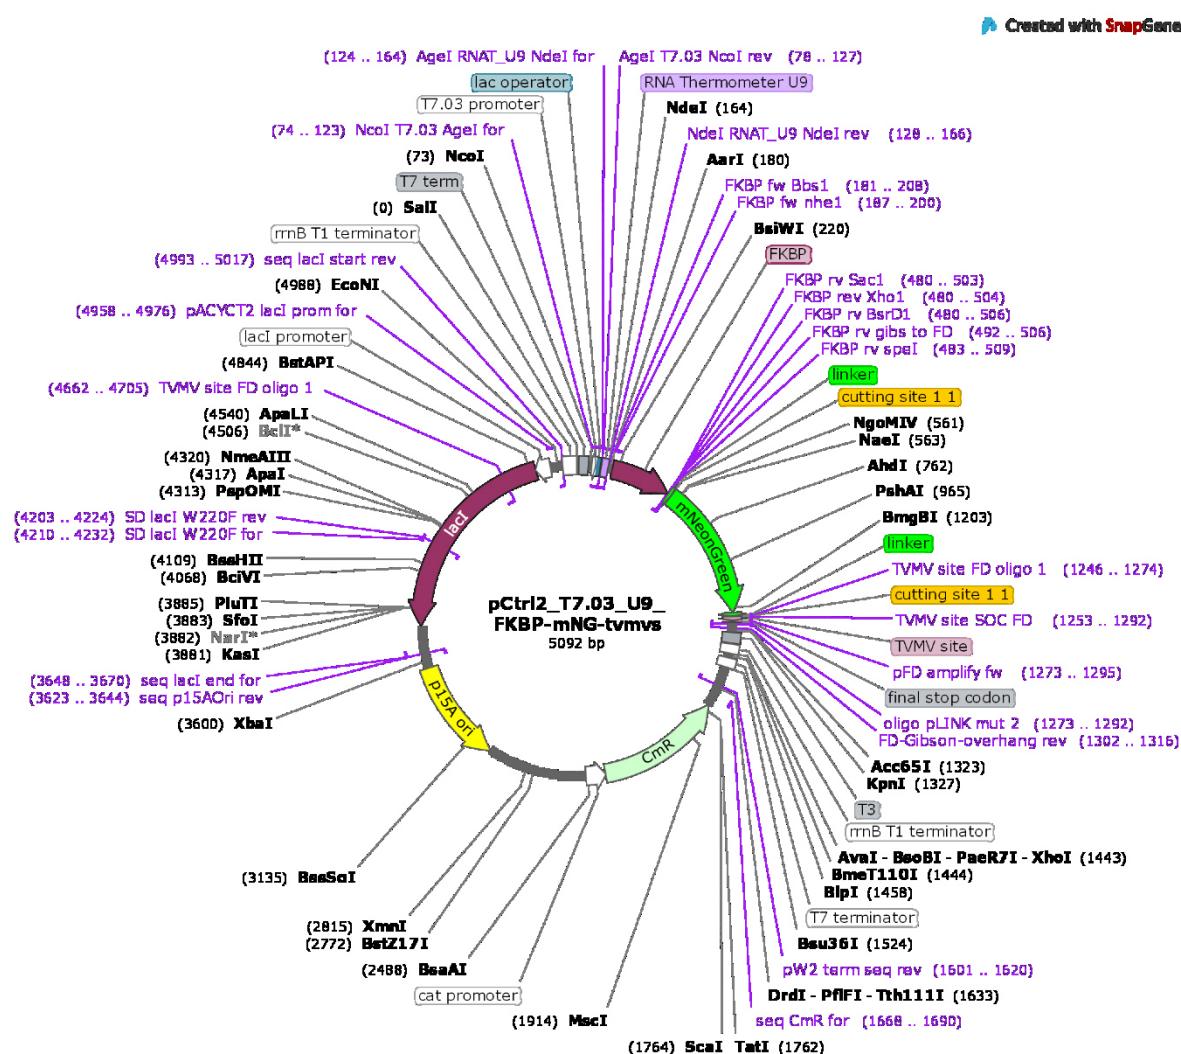 Created with SnapGene
(124 .. 164) AgeI RNAT_U9 NdeI for
AgeI T7.03 NcoI rev (78 .. 127)
lac operator
RNA Thermometer U9
T7.03 promoter
NdeI (164)
(74 .. 123) NcoI T7.03 AgeI for
NdeI RNAT_U9 NdeI rev (128 .. 166)
(73) NcoI
AarI (180)
T7 term
FKBP fw Bbs1 (181 .. 208)
(0) SalI
FKBP fw nhe1 (187 .. 200)
rrnB T1 terminator
BsiWI (220)
(4993 .. 5017) seq lacI start rev
FKBP
(4988) EcoNI
FKBP rv Sac1 (480 .. 503)
(4958 .. 4976) pACYCT2 lacI prom for
FKBP rev Xho1 (480 .. 504)
FKBP rv BsrD1 (480 .. 506)
lacI promoter
FKBP rv gibs to FD (492 .. 506)
(4844) BstAPI
FKBP rv speI (483 .. 509)
linker
(4662 .. 4705) TVMV site FD oligo 1
cutting site 1 1
(4540) ApaLI
NgoMIV (561)
(4506) BclI*
NaeI (563)
(4320) NmeAIII
AhdI (762)
(4317) ApaI
(4313) PspOMI
PshAI (965)
(4203 .. 4224) SD lacI W220F rev
BmgBI (1203)
(4210 .. 4232) SD lacI W220F for
lacI
mNeonGreen
linker
(4109) BssHII
TVMV site FD oligo 1 (1246 .. 1274)
(4068) BciVI
cutting site 1 1
(3885) PluTI
pCtrl2_T7.03_U9_
FKBP-mNG-tvmvs
5092 bp
TVMV site SOC FD (1253 .. 1292)
(3883) SfoI
(3882) NarI*
TVMV site
(3881) KasI
pFD amplify fw (1273 .. 1295)
(3648 .. 3670) seq lacI end for
final stop codon
(3623 .. 3644) seq p15AOri rev
p15A ori
oligo pLINK mut 2 (1273 .. 1292)
(3600) XbaI
FD-Gibson-overhang rev (1302 .. 1316)
CmR
Acc65I (1323)
KpnI (1327)
T3
rrnB T1 terminator
AvaI - BsoBI - PaeR7I - XhoI (1443)
(3135) BssSαI
BmeT110I (1444)
BlpI (1458)
(2815) XmnI
T7 terminator
(2772) BstZ17I
Bsu36I (1524)
(2488) BsaAI
pW2 term seq rev (1601 .. 1620)
cat promoter
DrdI - PflFI - Tth111I (1633)
(1914) MscI
seq CmR for (1668 .. 1690)
(1764) ScaI
TatI (1762)